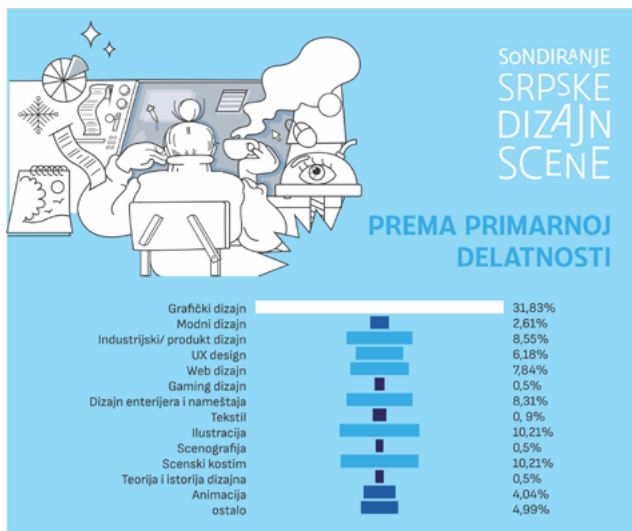 SoNDIRANJE
SRPSKE
DIZAJN
SCENE
PREMA PRIMARNOJ
DELATNOSTI
Grafički dizajn 31,83%
Modni dizajn 2,61%
Industrijski/ produkt dizajn 8,55%
UX design 6,18%
Web dizajn 7,84%
Gaming dizajn 0,5%
Dizajn enterijera i nameštaja 8,31%
Tekstil 0, 9%
Ilustracija 10,21%
Scenografija 0,5%
Scenski kostim 10,21%
Teorija i istorija dizajna 0,5%
Animacija 4,04%
ostalo 4,99%